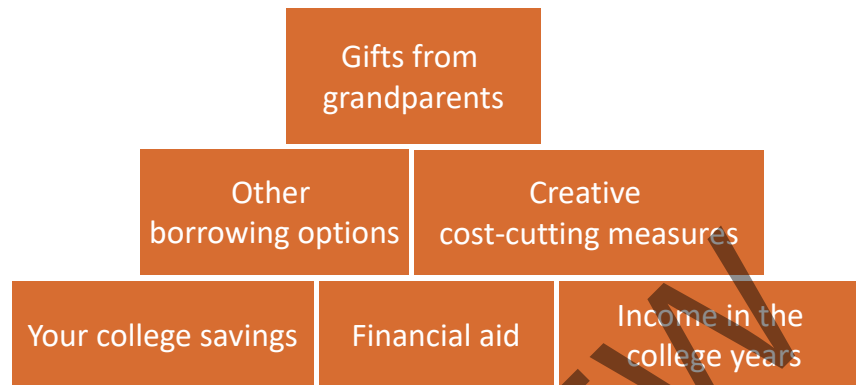 Gifts from
grandparents
Other
borrowing options
Creative
cost-cutting measures
Your college savings
Financial aid
Income in the
college years